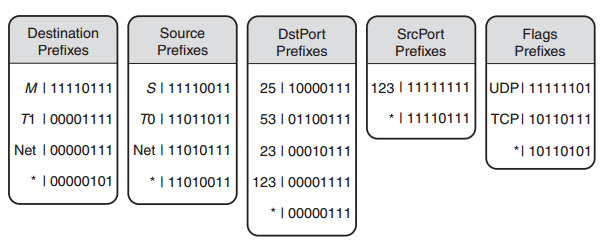 Destination Prefixes
M | 11110111
T1 | 00001111
Net | 00000111
* | 00000101
Source Prefixes
S | 11110011
T0 | 11011011
Net | 11010111
* | 11010011
DstPort Prefixes
25 | 10000111
53 | 01100111
23 | 00010111
123 | 00001111
* | 00000111
SrcPort Prefixes
123 | 11111111
* | 11110111
Flags Prefixes
UDP | 11111101
TCP | 10110111
* | 10110101